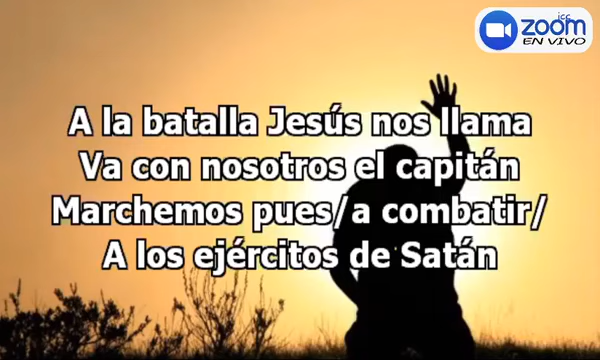 icc
zoom
EN VIVO
A la batalla Jesús nos llama
Va con nosotros el capitán
Marchemos pues/a combatir/
A los ejércitos de Satán